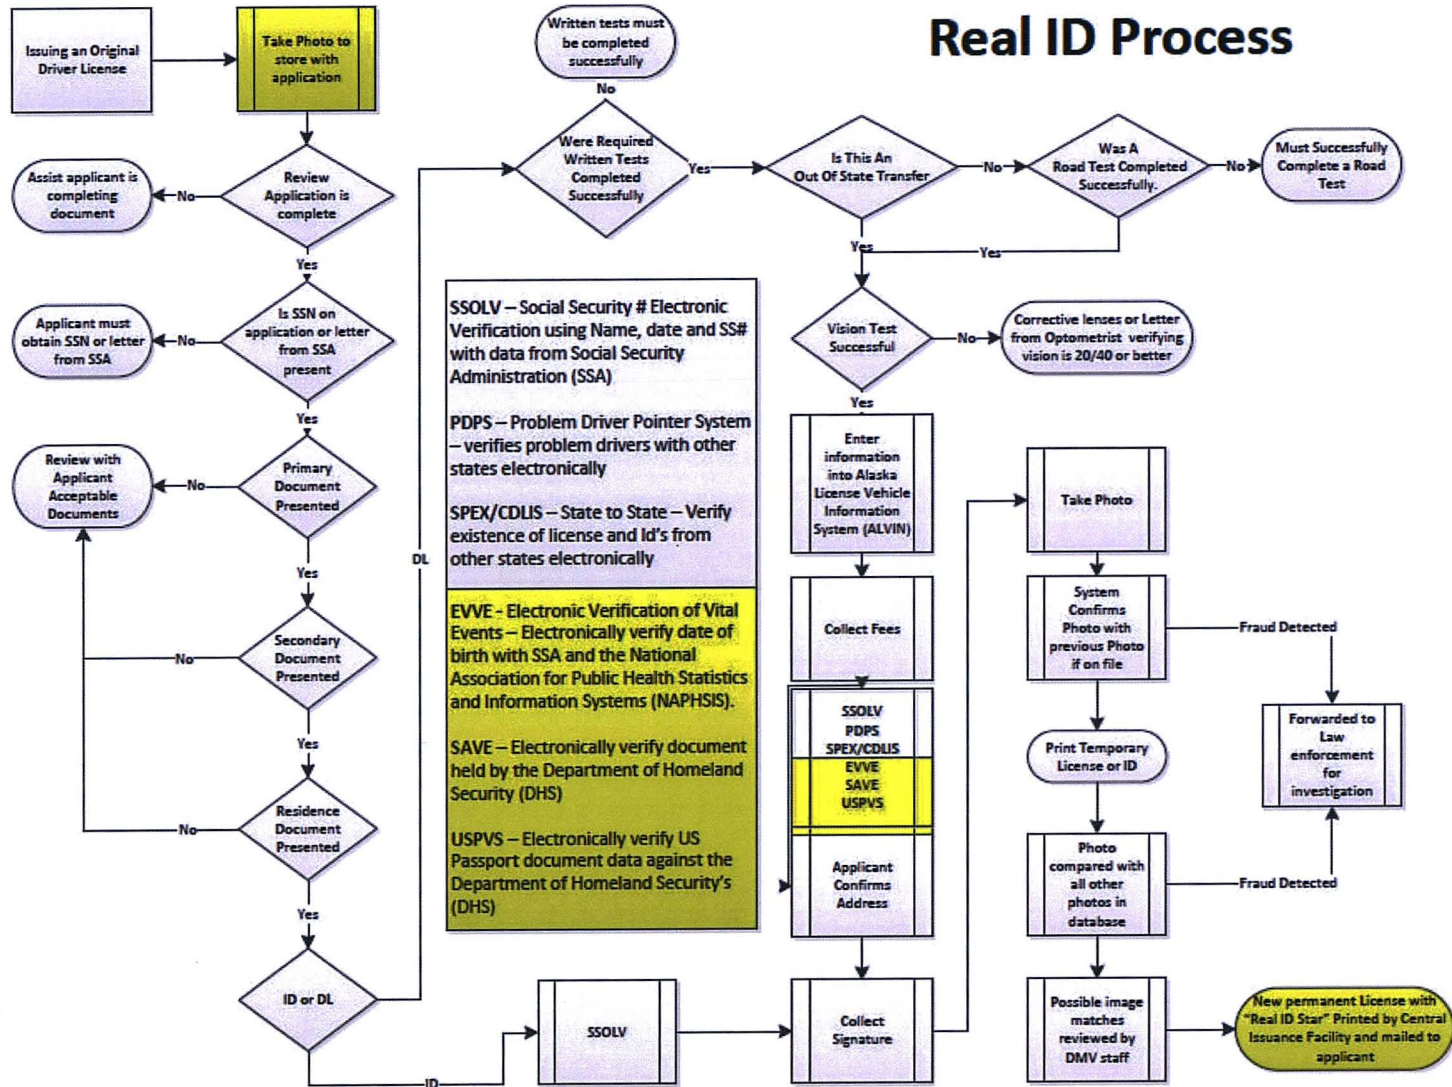 Real ID Process
Issuing an Original
Driver License
Take Photo to
store with
application
Review
Application is
complete
No
Assist applicant is
completing
document
Yes
Is SSN on
application or letter
from SSA
present
No
Applicant must
obtain SSN or letter
from SSA
Yes
Primary
Document
Presented
No
Review with
Applicant
Acceptable
Documents
Yes
Secondary
Document
Presented
No
Yes
Residence
Document
Presented
No
Yes
ID or DL
DL
ID
Written tests must
be completed
successfully
No
Were Required
Written Tests
Completed
Successfully
Yes
Is This An
Out Of State Transfer
No
Was A
Road Test Completed
Successfully.
No
Must Successfully
Complete a Road
Test
Yes
Yes
Vision Test
Successful
No
Corrective lenses or Letter
from Optometrist verifying
vision is 20/40 or better
Yes
SSOLV – Social Security # Electronic
Verification using Name, date and SS#
with data from Social Security
Administration (SSA)
PDPS – Problem Driver Pointer System
– verifies problem drivers with other
states electronically
SPEX/CDLIS – State to State – Verify
existence of license and Id's from
other states electronically
EVVE - Electronic Verification of Vital
Events – Electronically verify date of
birth with SSA and the National
Association for Public Health Statistics
and Information Systems (NAPHSIS).
SAVE – Electronically verify document
held by the Department of Homeland
Security (DHS)
USPVS – Electronically verify US
Passport document data against the
Department of Homeland Security's
(DHS)
Enter
information
into Alaska
License Vehicle
Information
System (ALVIN)
Collect Fees
SSOLV
PDPS
SPEX/CDLIS
EVVE
SAVE
USPVS
Applicant
Confirms
Address
SSOLV
Collect
Signature
Take Photo
System
Confirms
Photo with
previous Photo
if on file
Fraud Detected
Print Temporary
License or ID
Forwarded to
Law
enforcement
for
investigation
Photo
compared with
all other
photos in
database
Fraud Detected
Possible image
matches
reviewed by
DMV staff
New permanent License with
"Real ID Star" Printed by Central
Issuance Facility and mailed to
applicant